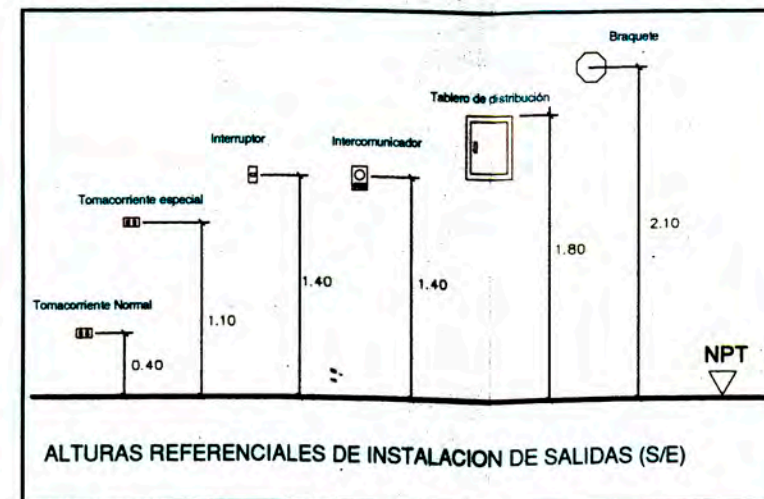 Braquete
Tablero de distribución
Interruptor
Intercomunicador
Tomacorriente especial
2.10
1.80
1.40
1.40
1.10
Tomacorriente Normal
0.40
NPT
ALTURAS REFERENCIALES DE INSTALACION DE SALIDAS (S/E)